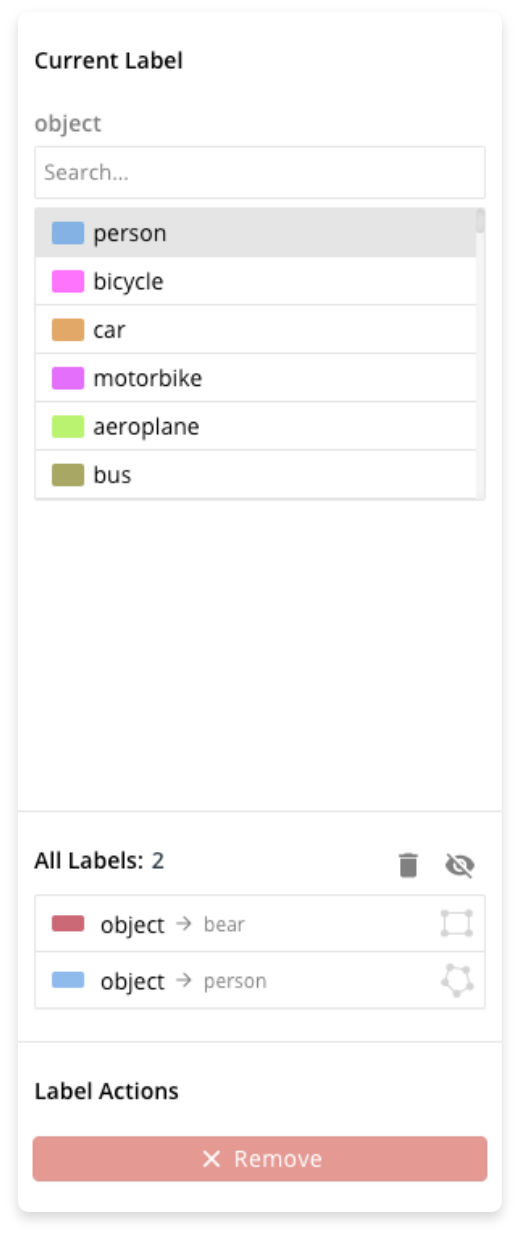 Current Label
object
Search...
person
bicycle
car
motorbike
aeroplane
bus
All Labels: 2
object → bear
object → person
Label Actions
Remove